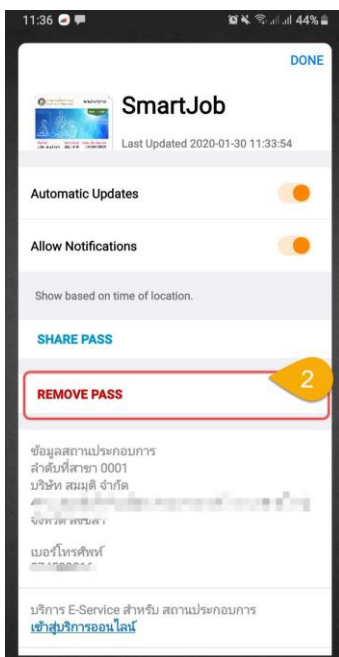 11:36
44%
DONE
SmartJob
Last Updated 2020-01-30 11:33:54
Automatic Updates
Allow Notifications
Show based on time of location.
SHARE PASS
REMOVE PASS
2
ข้อมูลสถานประกอบการ
ลำดับที่สาขา 0001
บริษัท สมมุติ จำกัด
เบอร์โทรศัพท์
บริการ E-Service สำหรับ สถานประกอบการ
เข้าสู่บริการออนไลน์